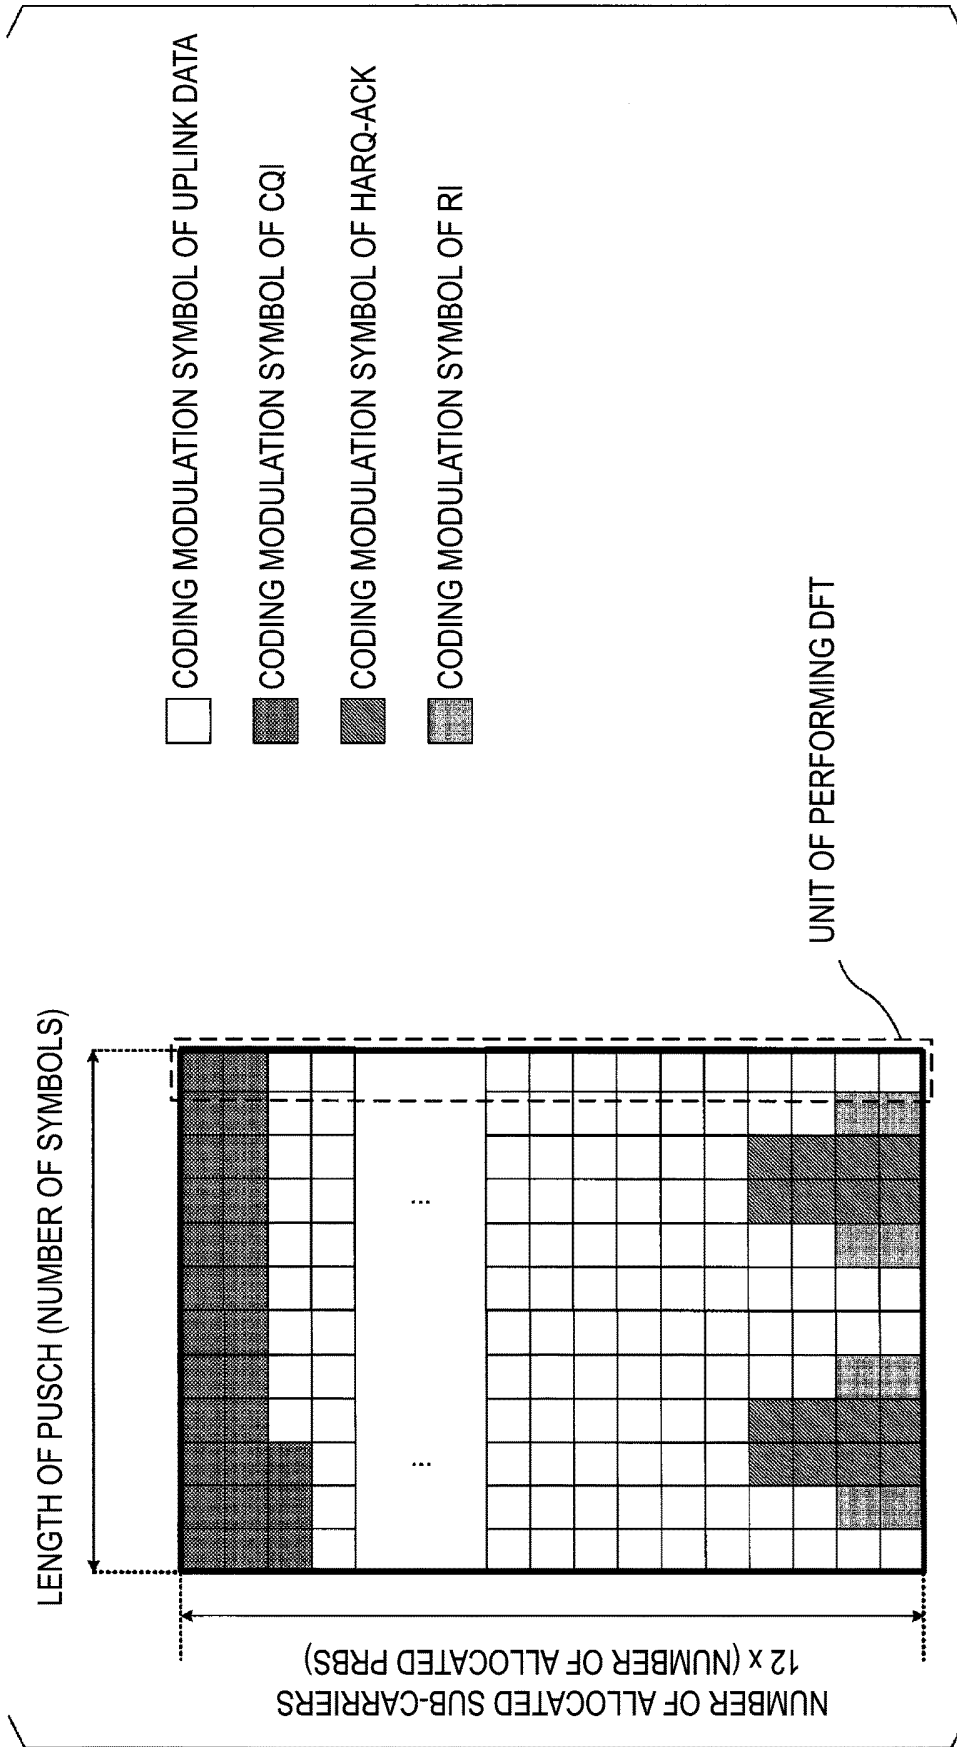 LENGTH OF PUSCH (NUMBER OF SYMBOLS)
NUMBER OF ALLOCATED SUB-CARRIERS
12 x (NUMBER OF ALLOCATED PRBS)
...
...
UNIT OF PERFORMING DFT
CODING MODULATION SYMBOL OF UPLINK DATA
CODING MODULATION SYMBOL OF CQI
CODING MODULATION SYMBOL OF HARQ-ACK
CODING MODULATION SYMBOL OF RI